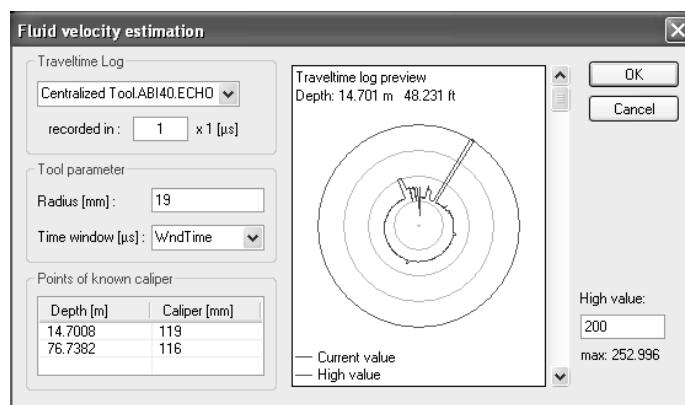 Fluid velocity estimation
Traveltime Log
Centralized Tool.ABI40.ECHO
recorded in : 1 x 1 [µs]
Tool parameter
Radius [mm] : 19
Time window [µs] : WndTime
Points of known caliper
Depth [m] Caliper [mm]
14.7008 119
76.7382 116
Traveltime log preview
Depth: 14.701 m 48.231 ft
Current value
High value
OK
Cancel
High value:
200
max: 252.996